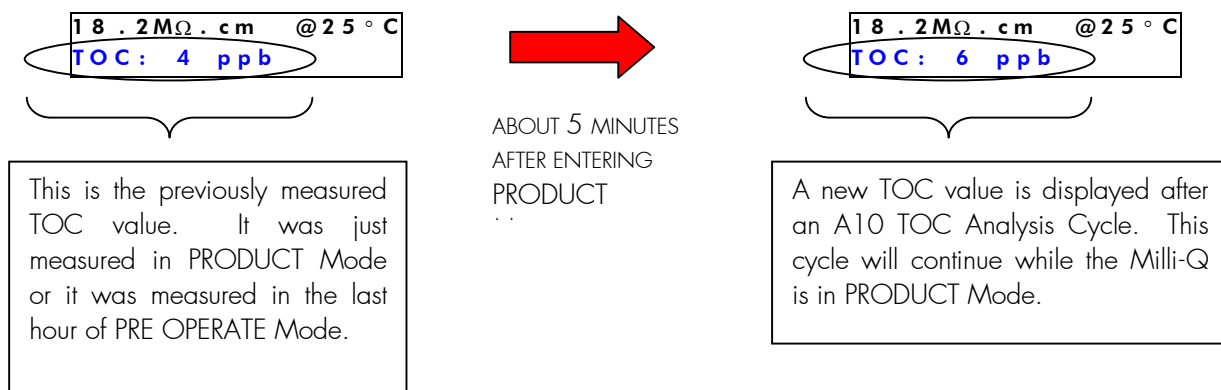 18.2MΩ.cm @25°C
TOC: 4 ppb
This is the previously measured
TOC value. It was just
measured in PRODUCT Mode
or it was measured in the last
hour of PRE OPERATE Mode.
ABOUT 5 MINUTES
AFTER ENTERING
PRODUCT
18.2MΩ.cm @25°C
TOC: 6 ppb
A new TOC value is displayed after
an A10 TOC Analysis Cycle. This
cycle will continue while the Milli-Q
is in PRODUCT Mode.